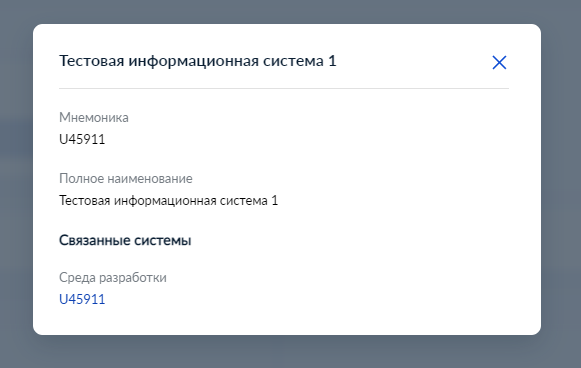 Тестовая информационная система 1
Мнемоника
U45911
Полное наименование
Тестовая информационная система 1
Связанные системы
Среда разработки
U45911